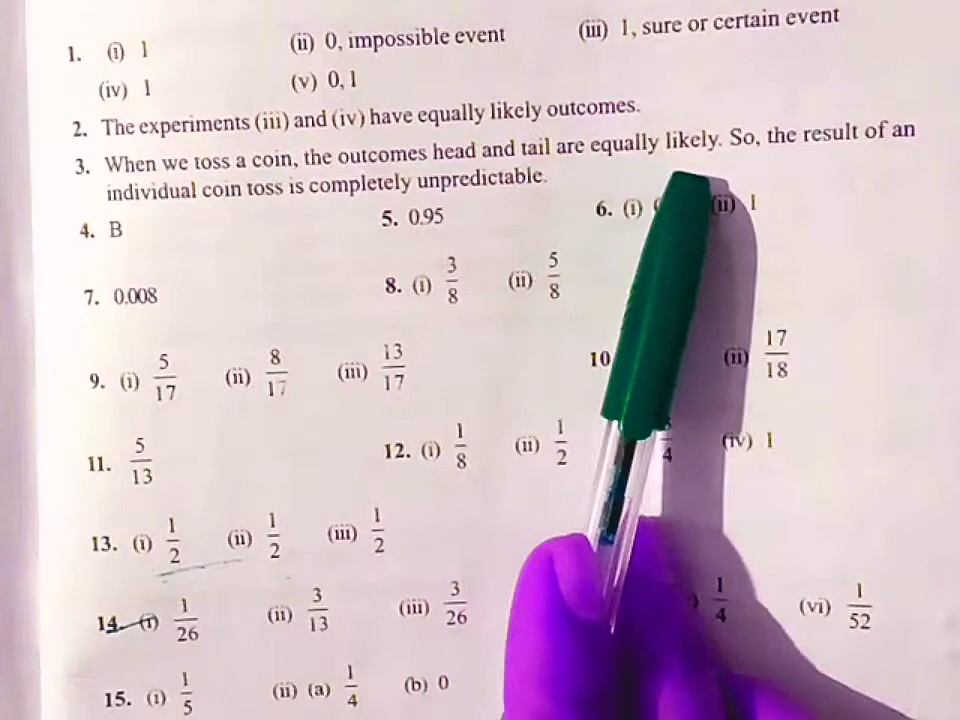 1. (i) 1 (ii) 0, impossible event (iii) 1, sure or certain event
(iv) 1 (v) 0, 1
2. The experiments (iii) and (iv) have equally likely outcomes.
3. When we toss a coin, the outcomes head and tail are equally likely. So, the result of an
individual coin toss is completely unpredictable.
4. B 5. 0.95 6. (i) (ii) 1
7. 0.008 8. (i) 3/8 (ii) 5/8
9. (i) 5/17 (ii) 8/17 (iii) 13/17 10 (ii) 17/18
11. 5/13 12. (i) 1/8 (ii) 1/2 /4 (iv) 1
13. (i) 1/2 (ii) 1/2 (iii) 1/2
14. (i) 1/26 (ii) 3/13 (iii) 3/26 1/4 (vi) 1/52
15. (i) 1/5 (ii) (a) 1/4 (b) 0